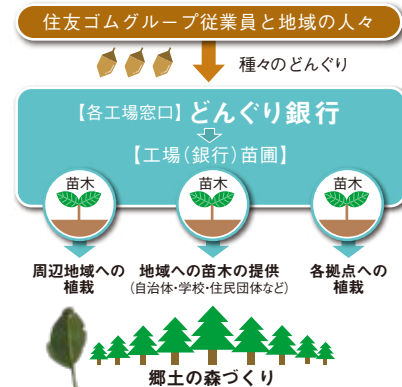 住友ゴムグループ従業員と地域の人々
種々のどんぐり
【各工場窓口】どんぐり銀行
【工場(銀行)苗圃】
苗木
苗木
苗木
周辺地域への
植栽
地域への苗木の提供
(自治体・学校・住民団体など)
各拠点への
植栽
郷土の森づくり